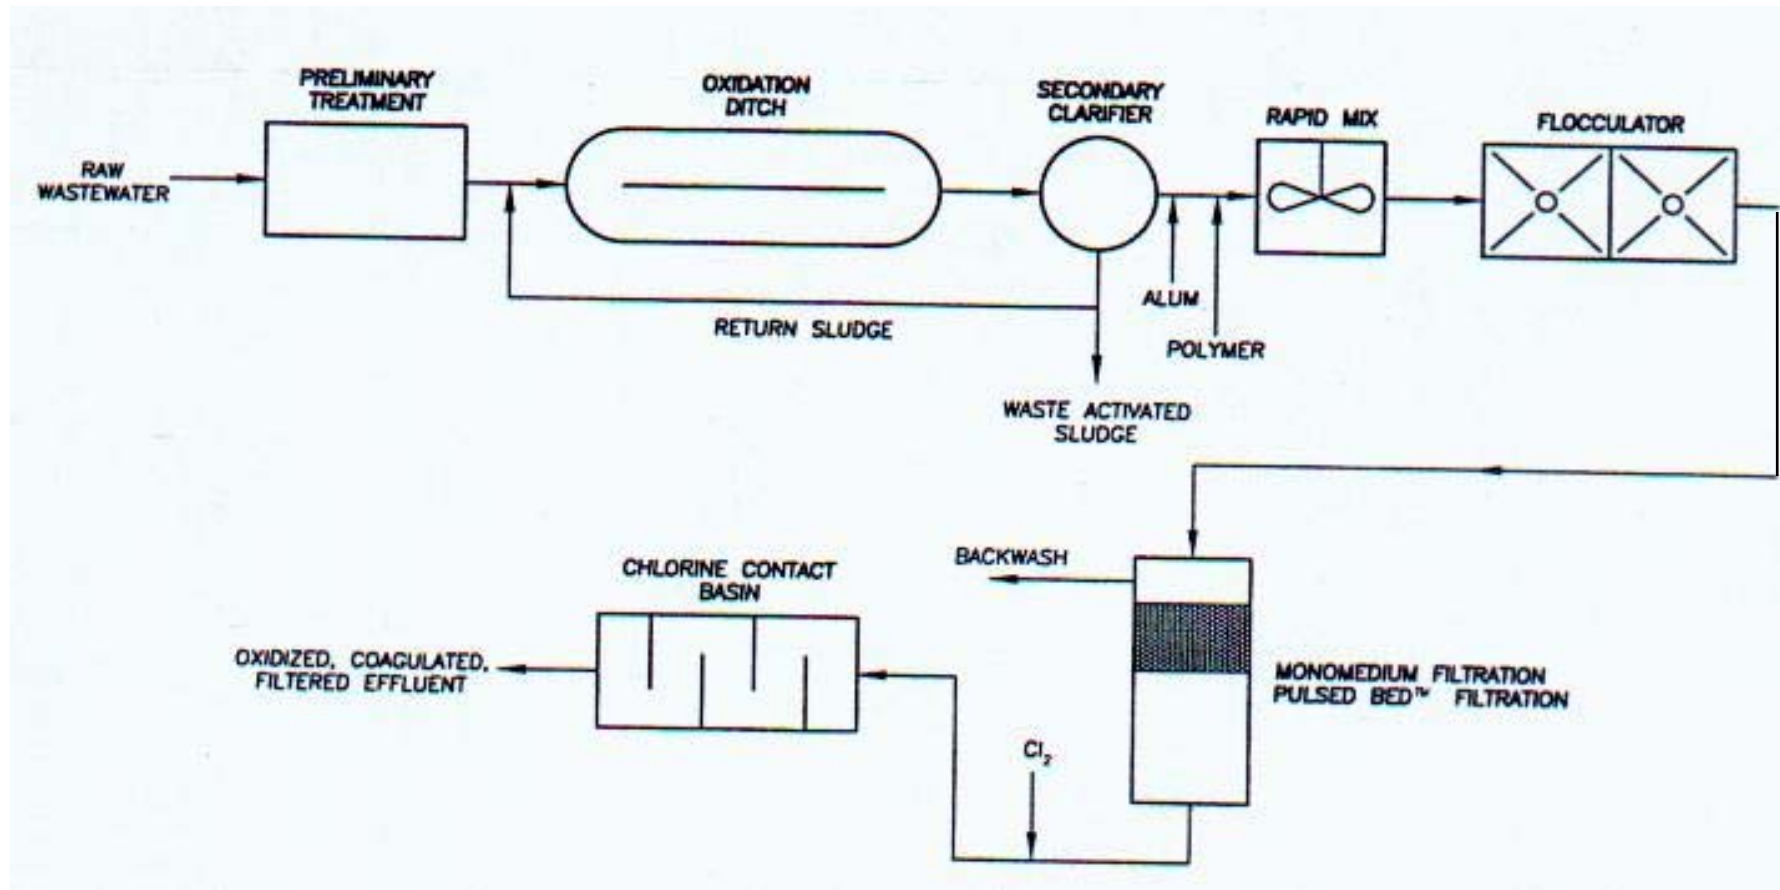 PRELIMINARY
TREATMENT
OXIDATION
DITCH
SECONDARY
CLARIFIER
RAPID MIX
FLOCCULATOR
RAW
WASTEWATER
ALUM
RETURN SLUDGE
POLYMER
WASTE ACTIVATED
SLUDGE
BACKWASH
CHLORINE CONTACT
BASIN
OXIDIZED, COAGULATED,
FILTERED EFFLUENT
MONOMEDIUM FILTRATION
PULSED BED™ FILTRATION
Cl₂